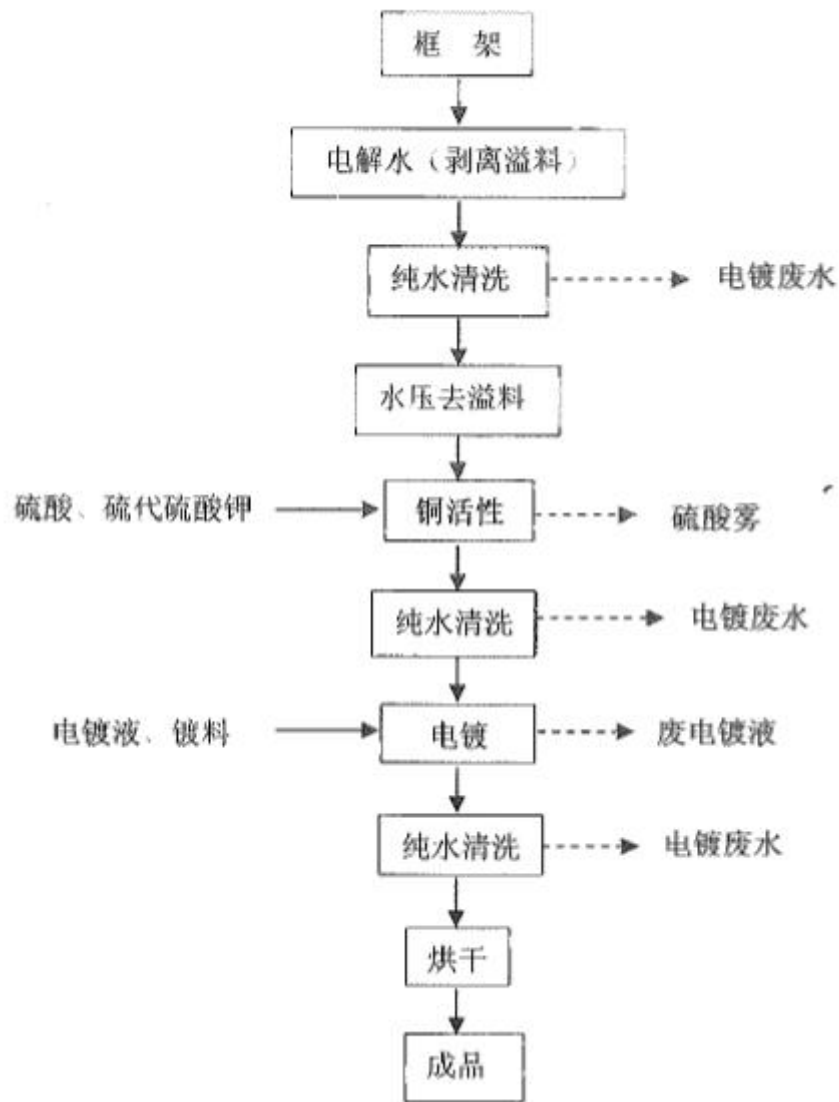 框 架
电解水（剥离溢料）
纯水清洗
电镀废水
水压去溢料
硫酸、硫代硫酸钾
铜活性
硫酸雾
纯水清洗
电镀废水
电镀液、镀料
电镀
废电镀液
纯水清洗
电镀废水
烘干
成品